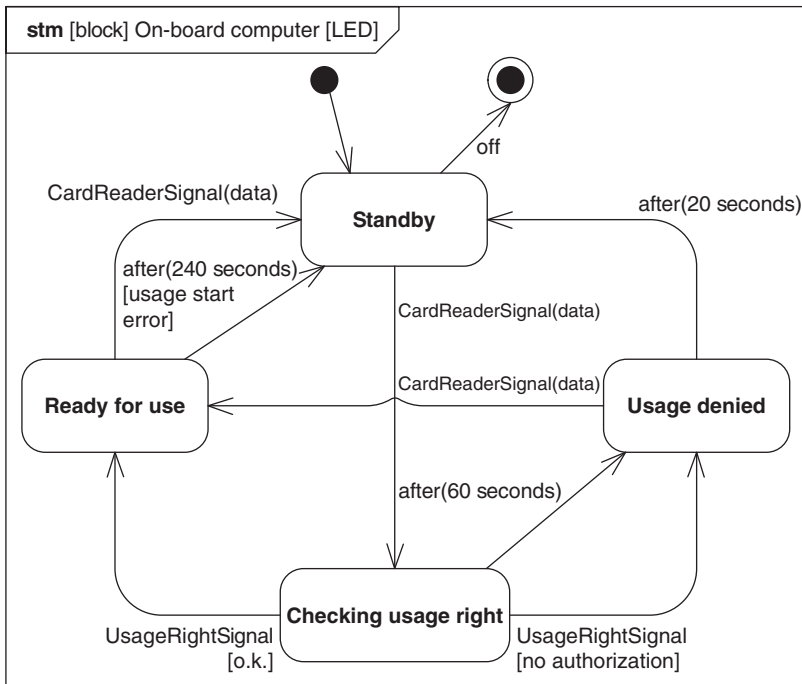 stm [block] On-board computer [LED]
off
CardReaderSignal(data)
Standby
after(20 seconds)
after(240 seconds)
[usage start
error]
CardReaderSignal(data)
CardReaderSignal(data)
Ready for use
Usage denied
after(60 seconds)
Checking usage right
UsageRightSignal
[o.k.]
UsageRightSignal
[no authorization]